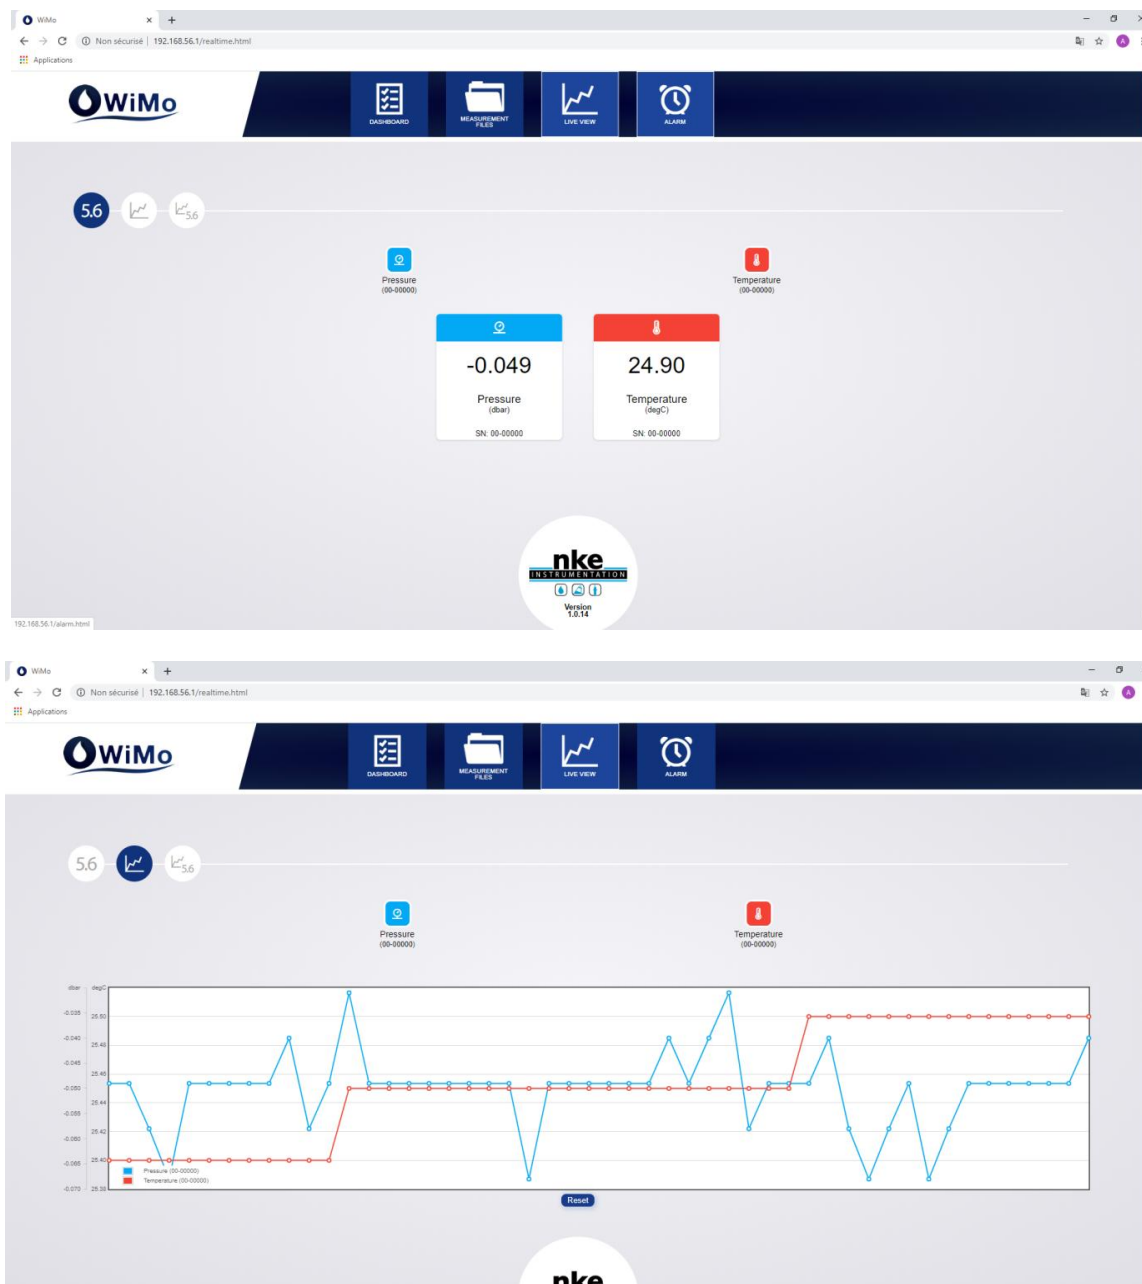 WiMo
Non sécurisé | 192.168.56.1/realtime.html
A
Applications
WiMo
DASHBOARD
MEASUREMENT
FILES
LIVE VIEW
ALARM
5.6
5.6
Pressure
(00-00000)
Temperature
(00-00000)
-0.049
24.90
Pressure
(dbar)
Temperature
(degC)
SN: 00-00000
SN: 00-00000
nke
INSTRUMENTATION
Version
1.0.14
192.168.56.1/alarm.html
WiMo
Non sécurisé | 192.168.56.1/realtime.html
A
Applications
WiMo
DASHBOARD
MEASUREMENT
FILES
LIVE VIEW
ALARM
5.6
5.6
Pressure
(00-00000)
Temperature
(00-00000)
dbar degC
-0.035
25.50
-0.040
25.48
-0.045
25.46
-0.050
25.44
-0.055
25.42
-0.060
-0.065
25.40
Pressure (00-00000)
Temperature (00-00000)
-0.070
25.38
Reset
nke